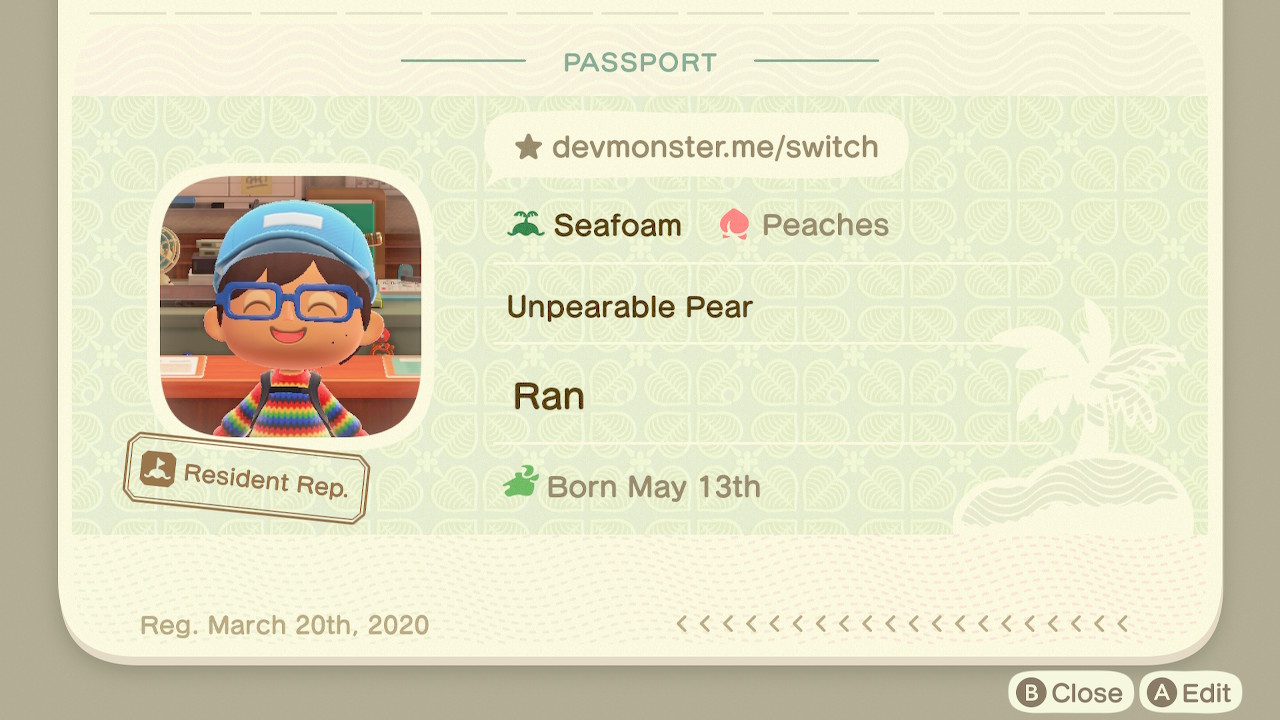 PASSPORT
★ devmonster.me/switch
Seafoam Peaches
Unpearable Pear
Ran
Resident Rep.
Born May 13th
Reg. March 20th, 2020 <<<<<<<<<<<<<<<<<<<<
B Close A Edit